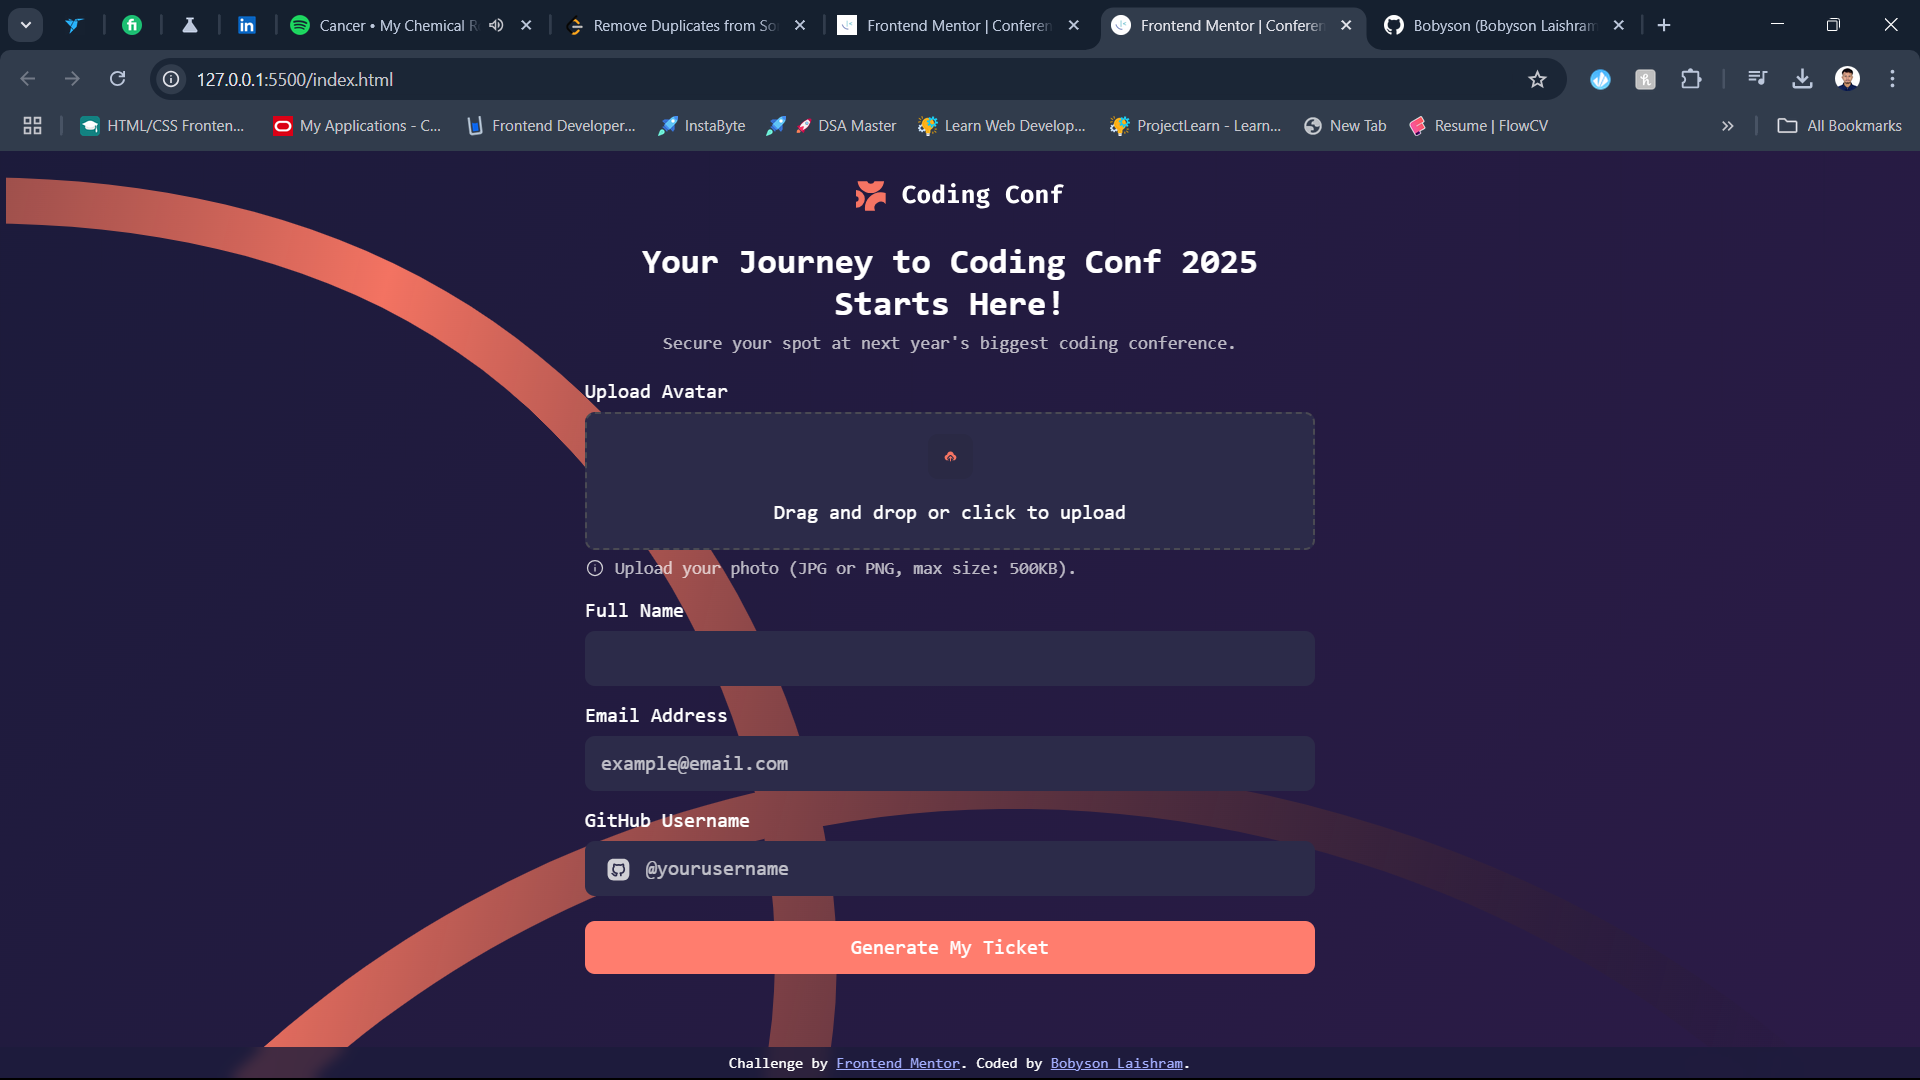 Cancer • My Chemical R
Remove Duplicates from So
Frontend Mentor | Conferen
Frontend Mentor | Conferen
Bobyson (Bobyson Laishram
127.0.0.1:5500/index.html
HTML/CSS Fronten...
My Applications - C...
Frontend Developer...
InstaByte
DSA Master
Learn Web Develop...
ProjectLearn - Learn...
New Tab
Resume | FlowCV
All Bookmarks
Coding Conf
Your Journey to Coding Conf 2025
Starts Here!
Secure your spot at next year's biggest coding conference.
Upload Avatar
Drag and drop or click to upload
Upload your photo (JPG or PNG, max size: 500KB).
Full Name
Email Address
example@email.com
GitHub Username
@yourusername
Generate My Ticket
Challenge by Frontend Mentor. Coded by Bobyson Laishram.